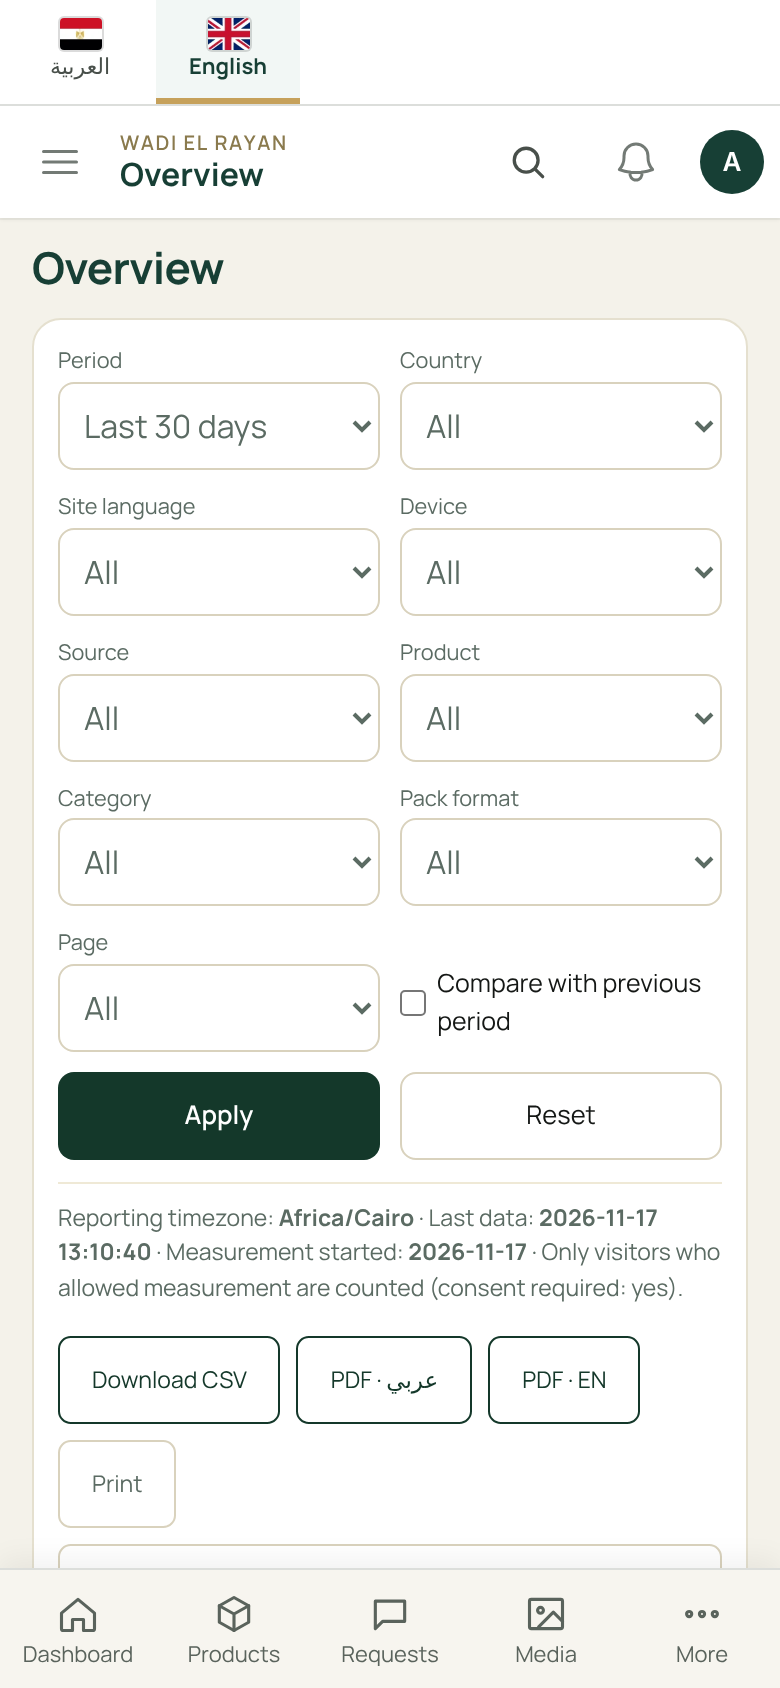 العربية
English
WADI EL RAYAN
Overview
A
Overview
Period
Country
Last 30 days
All
Site language
Device
All
All
Source
Product
All
All
Category
Pack format
All
All
Page
All
Compare with previous
period
Apply
Reset
Reporting timezone: Africa/Cairo · Last data: 2026-11-17
13:10:40 · Measurement started: 2026-11-17 · Only visitors who
allowed measurement are counted (consent required: yes).
Download CSV
PDF · عربي
PDF · EN
Print
Dashboard
Products
Requests
Media
More